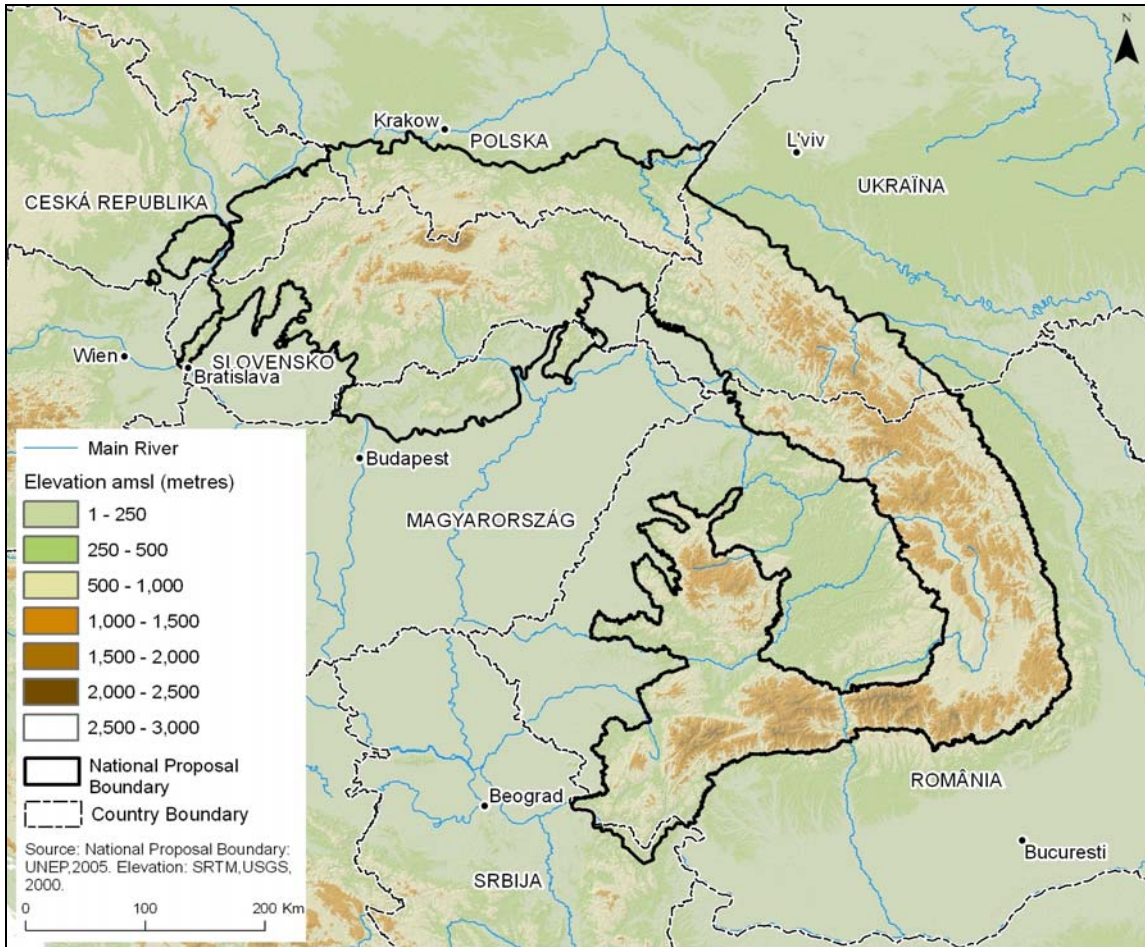 N
Krakow
POLSKA
L'viv
UKRAÏNA
CESKÁ REPUBLIKA
Wien
SLOVENSKO
Bratislava
Budapest
MAGYARORSZÁG
Beograd
ROMÂNIA
SRBIJA
Bucuresti
Main River
Elevation amsl (metres)
1 - 250
250 - 500
500 - 1,000
1,000 - 1,500
1,500 - 2,000
2,000 - 2,500
2,500 - 3,000
National Proposal
Boundary
Country Boundary
Source: National Proposal Boundary:
UNEP,2005. Elevation: SRTM,USGS,
2000.
0 100 200 Km